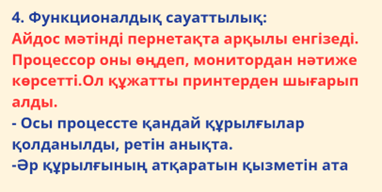 4. Функционалдық сауаттылық:
Айдос мәтінді пернетақта арқылы енгізеді.
Процессор оны өңдеп, монитордан нәтиже
көрсетті.Ол құжатты принтерден шығарып
алды.
- Осы процессте қандай құрылғылар
қолданылды, ретін анықта.
-Әр құрылғының атқаратын қызметін ата